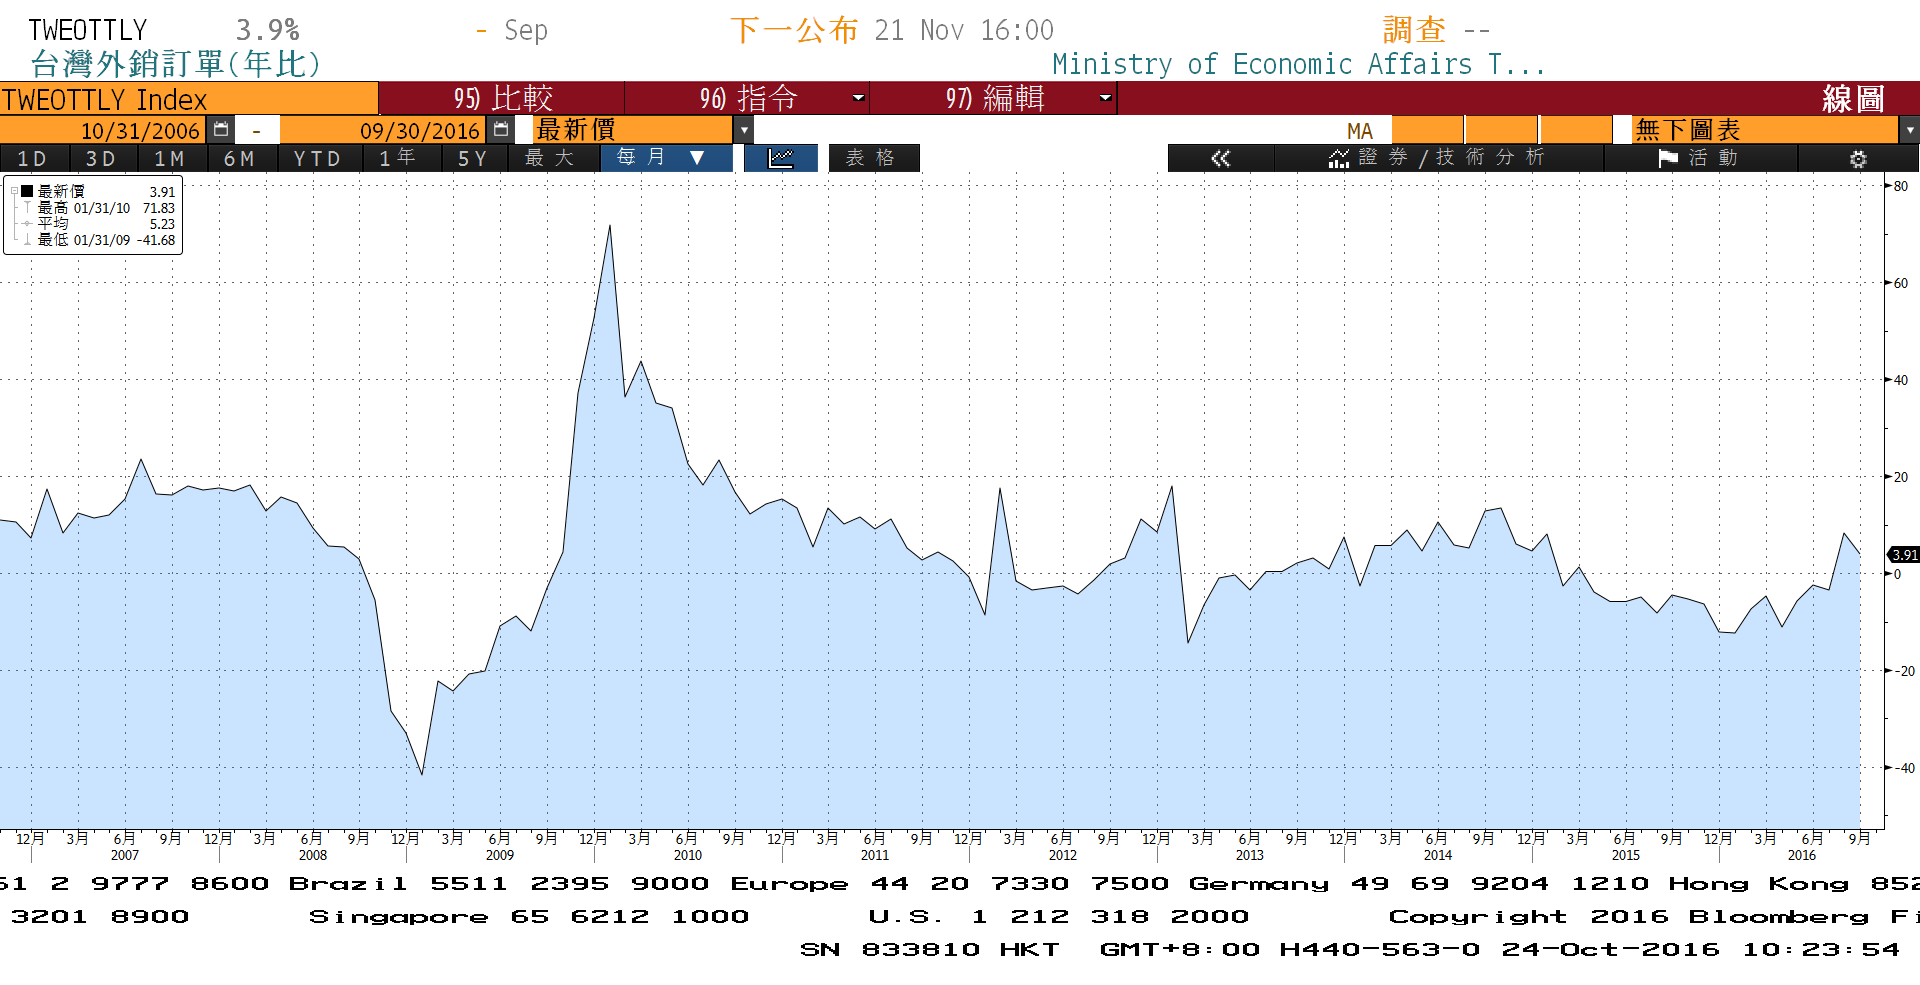 TWEOTTLY 3.9% - Sep 下一公布 21 Nov 16:00 調查 --
台灣外銷訂單(年比) Ministry of Economic Affairs T...
TWEOTTLY Index 95) 比較 96) 指令 97) 編輯 線圖
10/31/2006 - 09/30/2016 最新價 MA 無下圖表
1D 3D 1M 6M YTD 1年 5Y 最大 每月 ▼ 表格 « 證券/技術分析 活動
最新價 3.91
最高 01/31/10 71.83
平均 5.23
最低 01/31/09 -41.68
80
60
40
20
3.91
0
-20
-40
12月 3月 6月 9月 12月 3月 6月 9月 12月 3月 6月 9月 12月 3月 6月 9月 12月 3月 6月 9月 12月 3月 6月 9月 12月 3月 6月 9月 12月 3月 6月 9月 12月 3月 6月 9月 12月 3月 6月 9月
2007 2008 2009 2010 2011 2012 2013 2014 2015 2016
61 2 9777 8600 Brazil 5511 2395 9000 Europe 44 20 7330 7500 Germany 49 69 9204 1210 Hong Kong 852
3201 8900 Singapore 65 6212 1000 U.S. 1 212 318 2000 Copyright 2016 Bloomberg Fi
SN 833810 HKT GMT+8:00 H440-563-0 24-Oct-2016 10:23:54